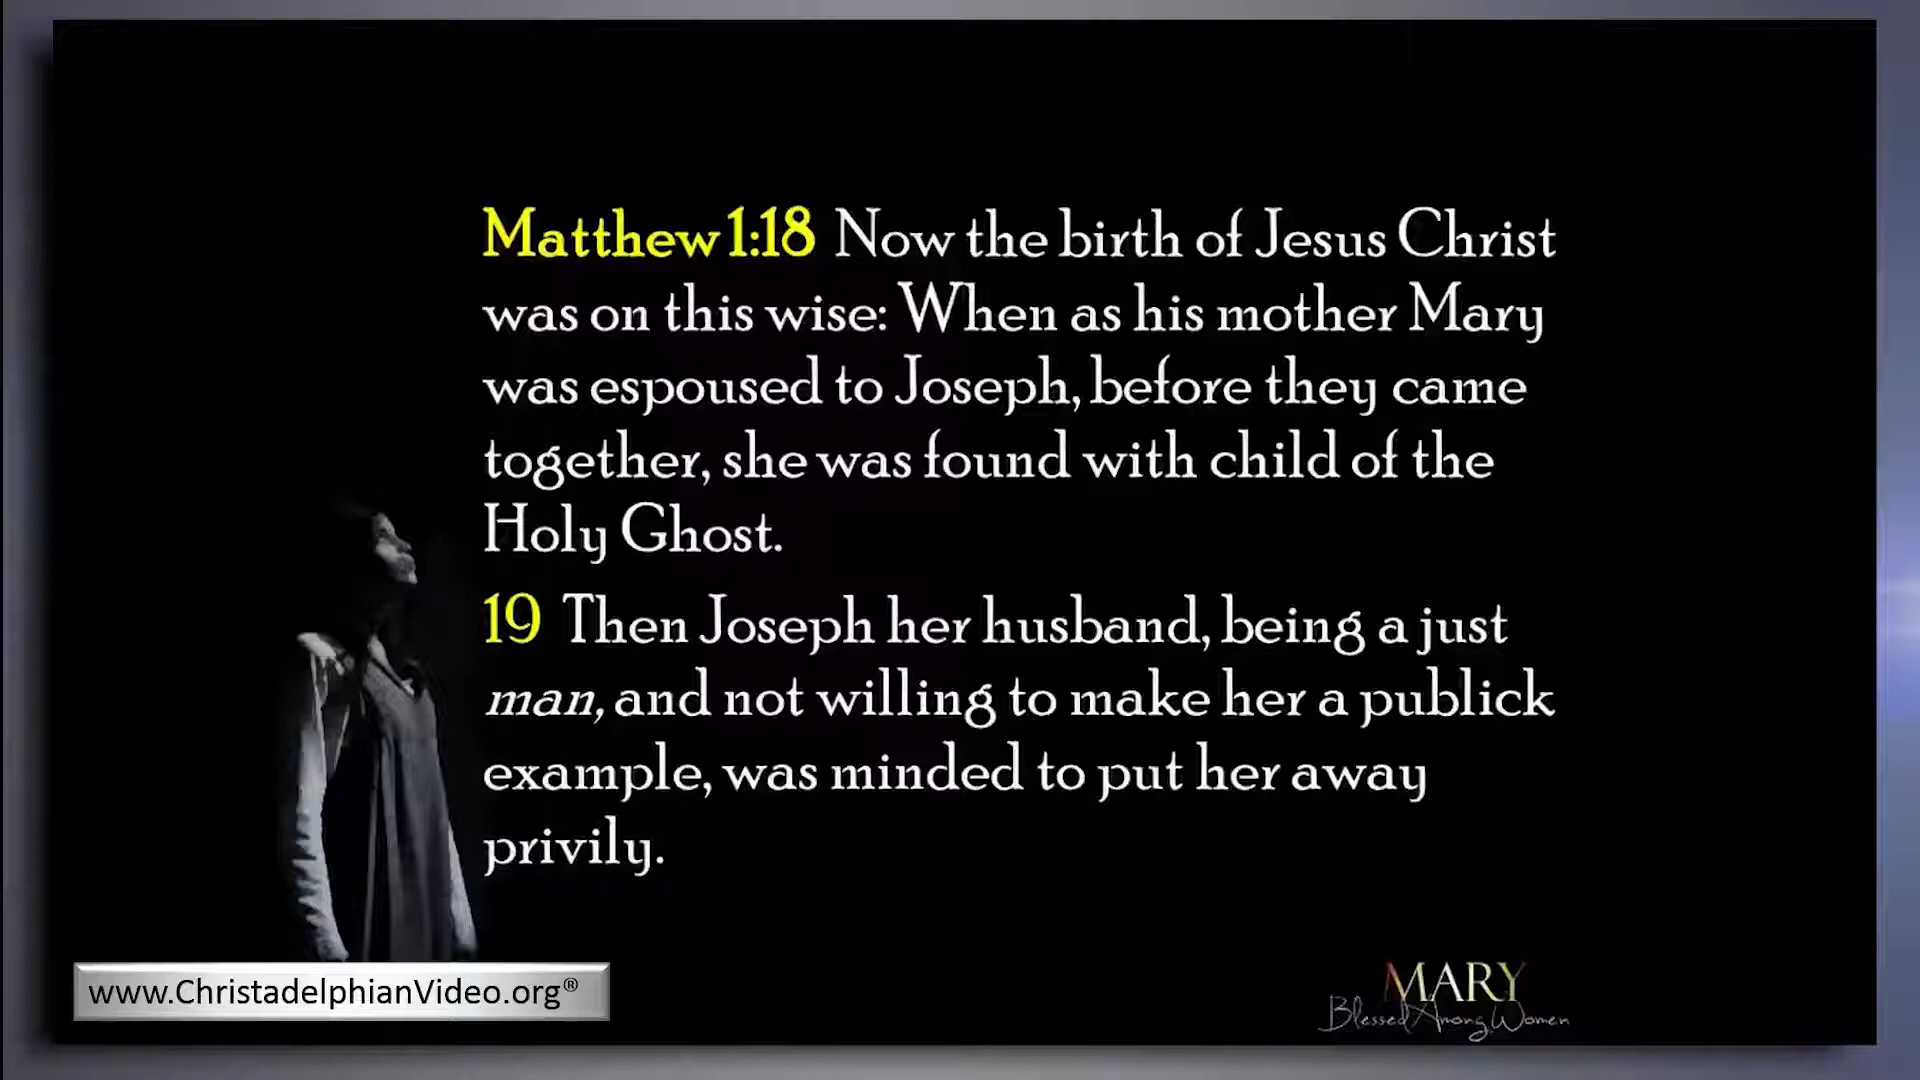 Matthew 1:18 Now the birth of Jesus Christ
was on this wise: When as his mother Mary
was espoused to Joseph, before they came
together, she was found with child of the
Holy Ghost.
19 Then Joseph her husband, being a just
man, and not willing to make her a publick
example, was minded to put her away
privily.
www.ChristadelphianVideo.org®
MARY
Blessed Among Women